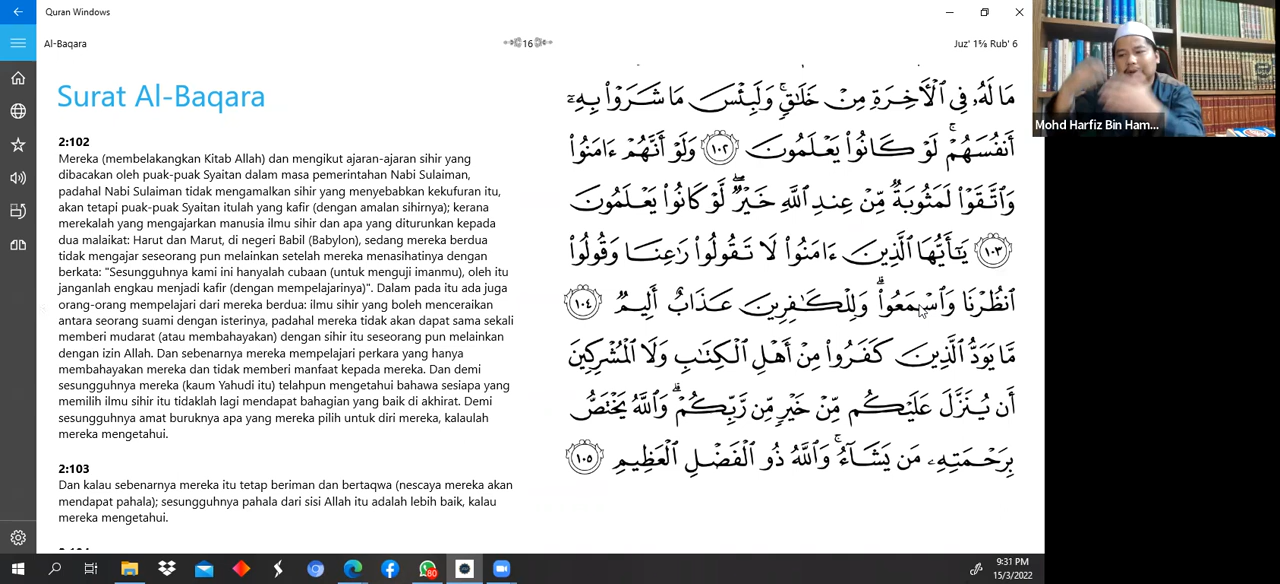 Quran Windows
Al-Baqara
16
Juz' 1¾ Rub' 6
Surat Al-Baqara
2:102
Mereka (membelakangkan Kitab Allah) dan mengikut ajaran-ajaran sihir yang
dibacakan oleh puak-puak Syaitan dalam masa pemerintahan Nabi Sulaiman,
padahal Nabi Sulaiman tidak mengamalkan sihir yang menyebabkan kekufuran itu,
akan tetapi puak-puak Syaitan itulah yang kafir (dengan amalan sihirnya); kerana
merekalah yang mengajarkan manusia ilmu sihir dan apa yang diturunkan kepada
dua malaikat: Harut dan Marut, di negeri Babil (Babylon), sedang mereka berdua
tidak mengajar seseorang pun melainkan setelah mereka menasihatinya dengan
berkata: "Sesungguhnya kami ini hanyalah cubaan (untuk menguji imanmu), oleh itu
janganlah engkau menjadi kafir (dengan mempelajarinya)". Dalam pada itu ada juga
orang-orang mempelajari dari mereka berdua: ilmu sihir yang boleh menceraikan
antara seorang suami dengan isterinya, padahal mereka tidak akan dapat sama sekali
memberi mudarat (atau membahayakan) dengan sihir itu seseorang pun melainkan
dengan izin Allah. Dan sebenarnya mereka mempelajari perkara yang hanya
membahayakan mereka dan tidak memberi manfaat kepada mereka. Dan demi
sesungguhnya mereka (kaum Yahudi itu) telahpun mengetahui bahawa sesiapa yang
memilih ilmu sihir itu tidaklah lagi mendapat bahagian yang baik di akhirat. Demi
sesungguhnya amat buruknya apa yang mereka pilih untuk diri mereka, kalaulah
mereka mengetahui.
2:103
Dan kalau sebenarnya mereka itu tetap beriman dan bertaqwa (nescaya mereka akan
mendapat pahala); sesungguhnya pahala dari sisi Allah itu adalah lebih baik, kalau
mereka mengetahui.
مَا لَهُۥ فِي ٱلْأَخِرَةِ مِنْ خَلَٰقٍۚ وَلَبِئْسَ مَا شَرَوْا۟ بِهِۦٓ
أَنفُسَهُمْۚ لَوْ كَانُوا۟ يَعْلَمُونَ ١٠٢ وَلَوْ أَنَّهُمْ ءَامَنُوا۟
وَٱتَّقَوْا۟ لَمَثُوبَةٌ مِّنْ عِندِ ٱللَّهِ خَيْرٌۖ لَّوْ كَانُوا۟ يَعْلَمُونَ
١٠٣ يَٰٓأَيُّهَا ٱلَّذِينَ ءَامَنُوا۟ لَا تَقُولُوا۟ رَٰعِنَا وَقُولُوا۟
ٱنظُرْنَا وَٱسْمَعُوا۟ۗ وَلِلْكَٰفِرِينَ عَذَابٌ أَلِيمٌ ١٠٤
مَّا يَوَدُّ ٱلَّذِينَ كَفَرُوا۟ مِنْ أَهْلِ ٱلْكِتَٰبِ وَلَا ٱلْمُشْرِكِينَ
أَن يُنَزَّلَ عَلَيْكُم مِّنْ خَيْرٍ مِّن رَّبِّكُمْۗ وَٱللَّهُ يَخْتَصُّ
بِرَحْمَتِهِۦ مَن يَشَآءُۚ وَٱللَّهُ ذُو ٱلْفَضْلِ ٱلْعَظِيمِ ١٠٥
Mohd Harfiz Bin Ham...
80
9:31 PM
15/3/2022